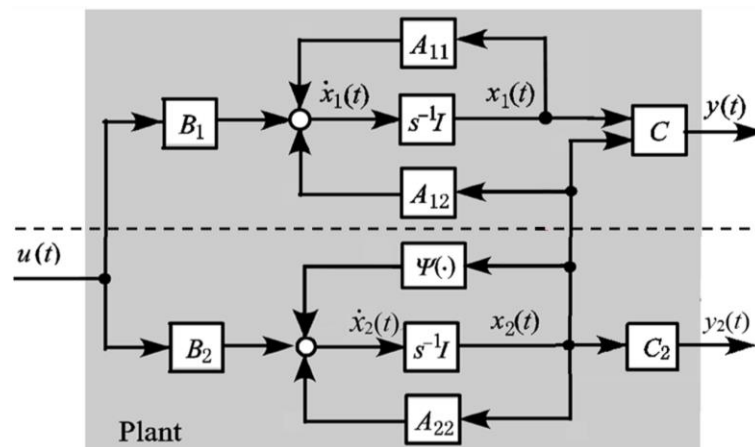 A₁₁
ẋ₁(t) x₁(t) y(t)
B₁ s⁻¹I C
A₁₂
u(t)
Ψ(·)
ẋ₂(t) x₂(t) y₂(t)
B₂ s⁻¹I C₂
A₂₂
Plant